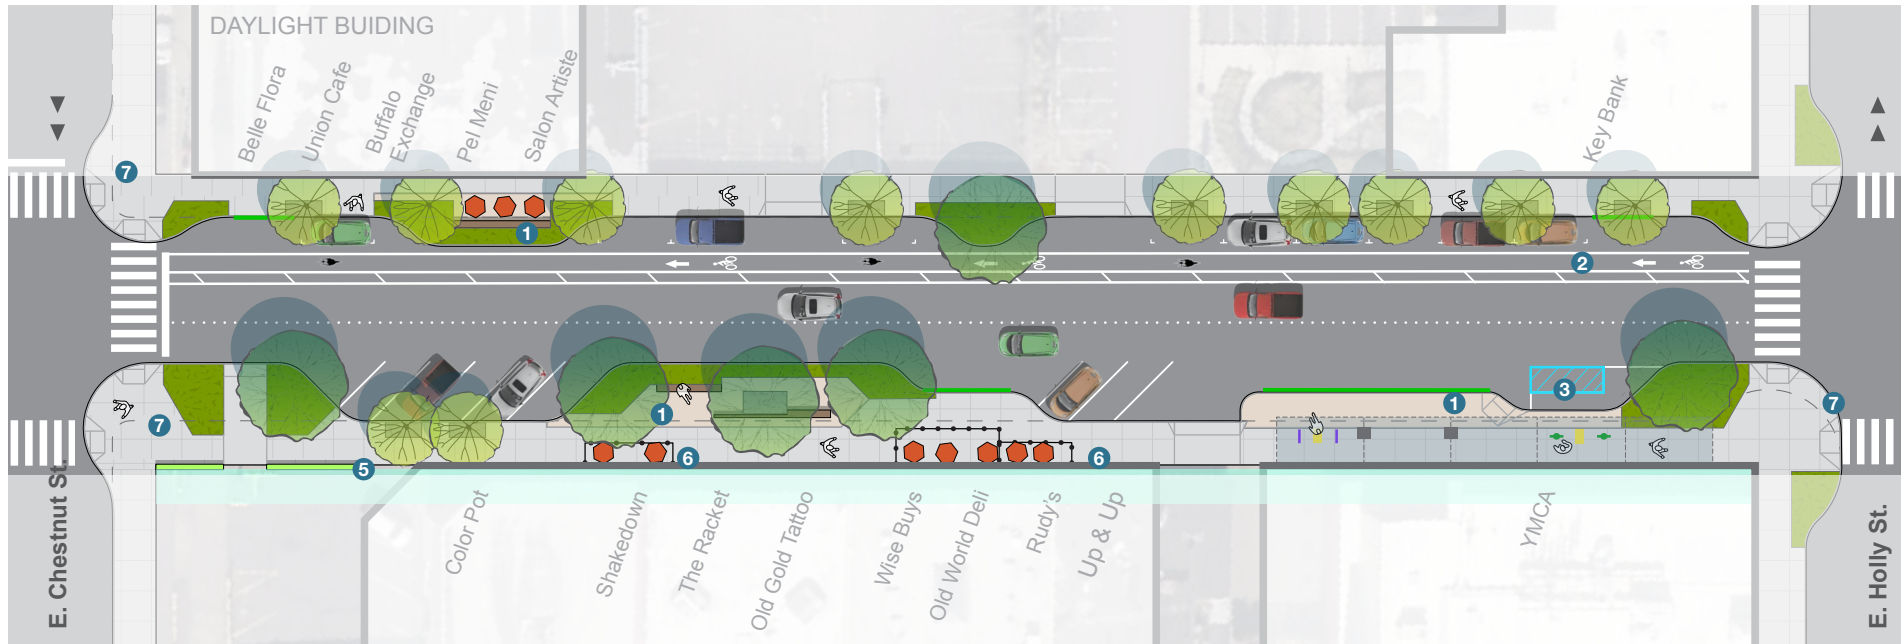 DAYLIGHT BUIDING
Belle Flora
Union Cafe
Buffalo
Exchange
Pel Meni
Salon Artiste
Key Bank
7
1
2
3
1
1
7
7
5
6
6
E. Chestnut St.
Color Pot
Shakedown
The Racket
Old Gold Tattoo
Wise Buys
Old World Deli
Rudy's
Up & Up
YMCA
E. Holly St.